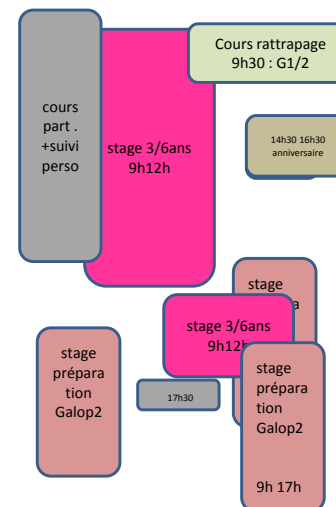 Cours rattrapage
9h30 : G1/2
cours
part .
+suivi
perso
stage 3/6ans
9h12h
14h30 16h30
anniversaire
stage
a
stage 3/6ans
9h12h
stage
prépara
tion
Galop2
17h30
stage
prépara
tion
Galop2
9h 17h